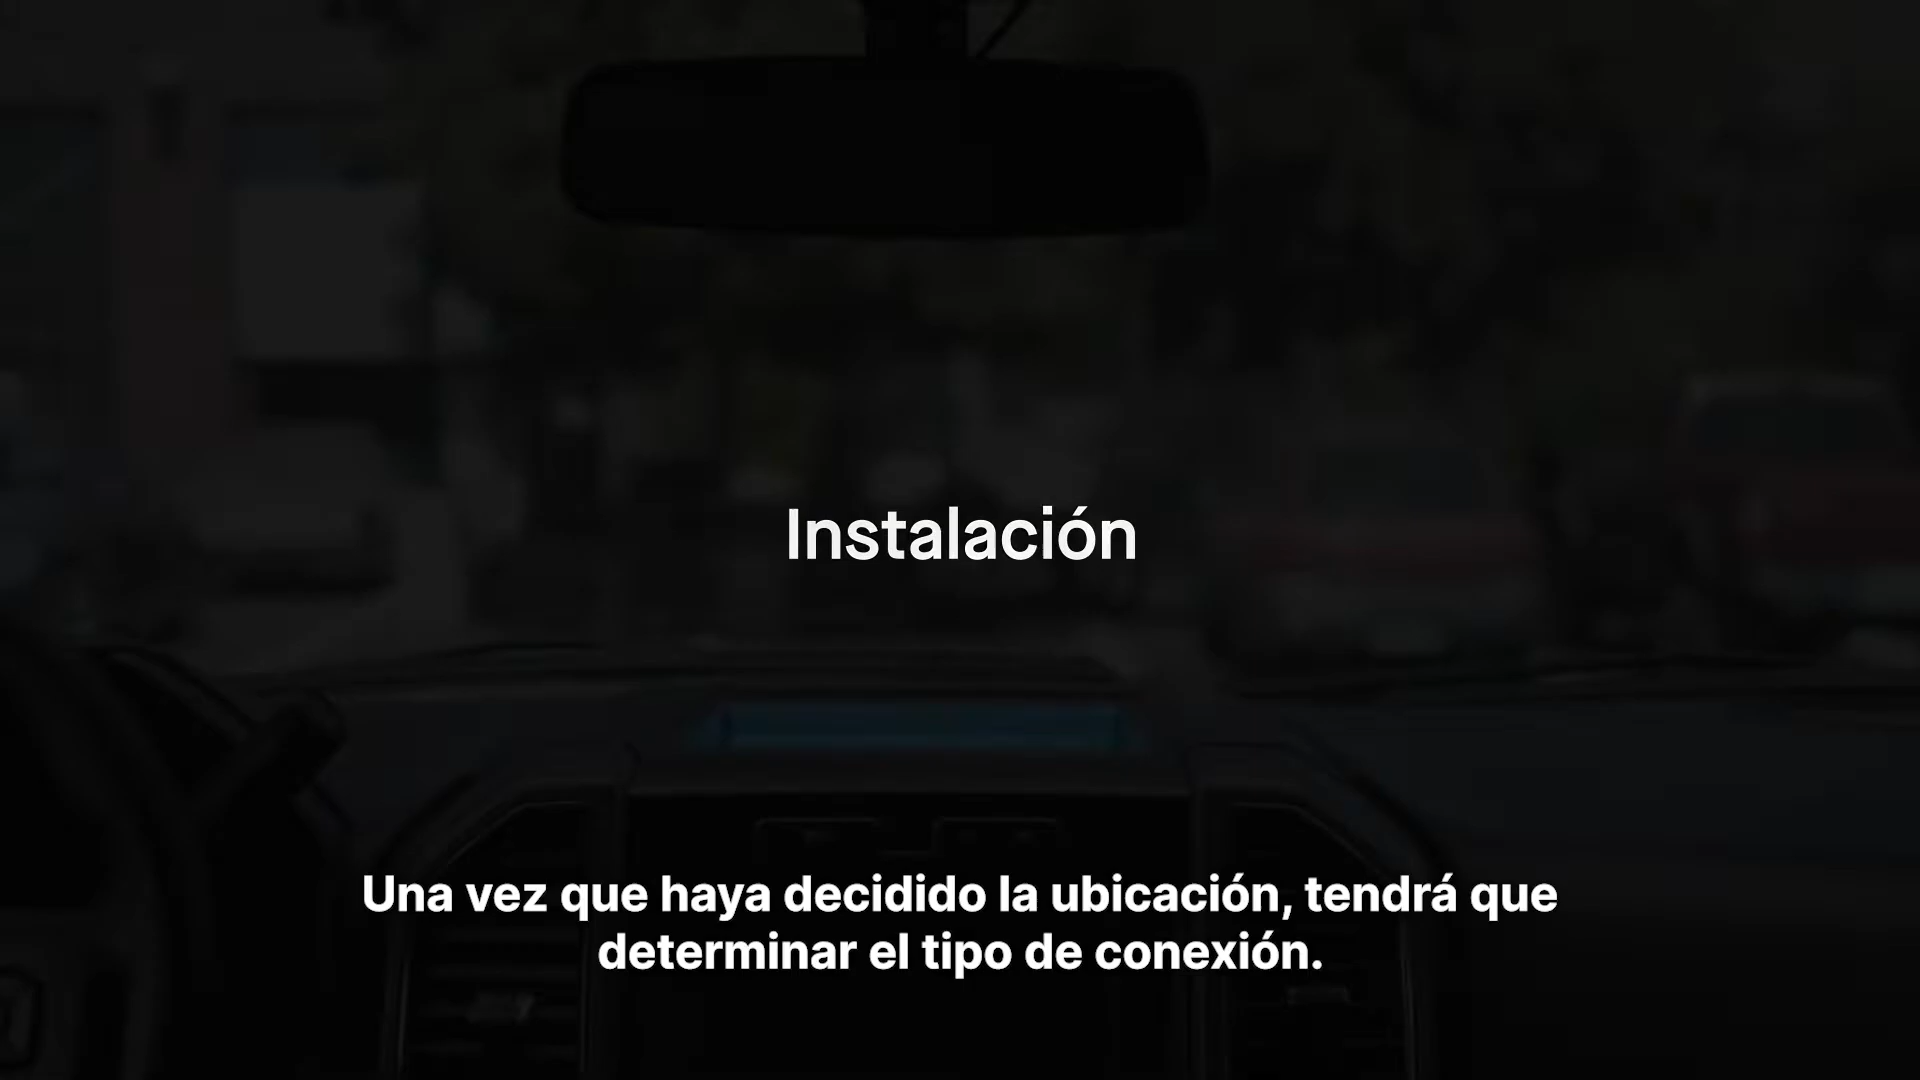 Instalación
Una vez que haya decidido la ubicación, tendrá que
determinar el tipo de conexión.